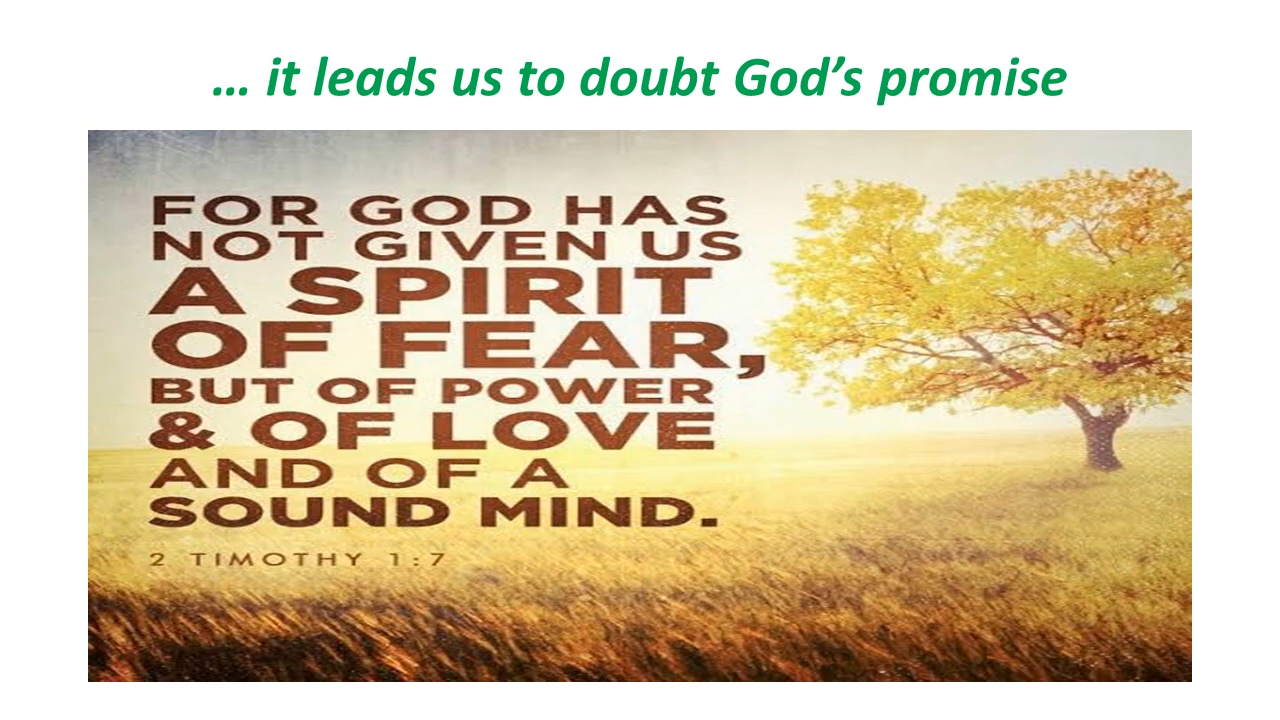 … it leads us to doubt God’s promise
FOR GOD HAS
NOT GIVEN US
A SPIRIT
OF FEAR,
BUT OF POWER
& OF LOVE
AND OF A
SOUND MIND.
2 TIMOTHY 1:7